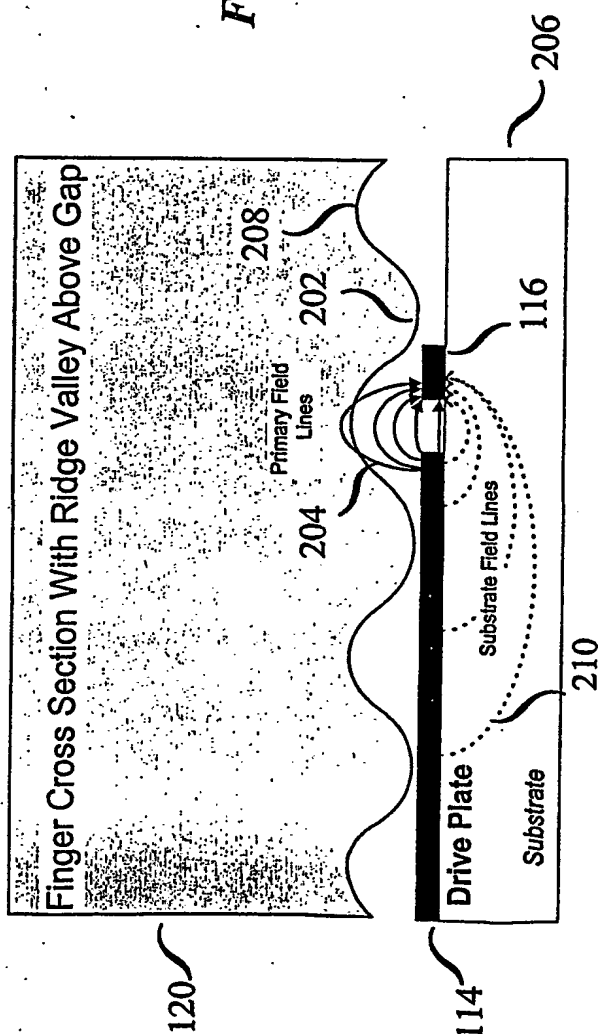 F
Finger Cross Section With Ridge Valley Above Gap
120
208
202
Primary Field
Lines
204
116
206
114
Drive Plate
Substrate Field Lines
Substrate
210